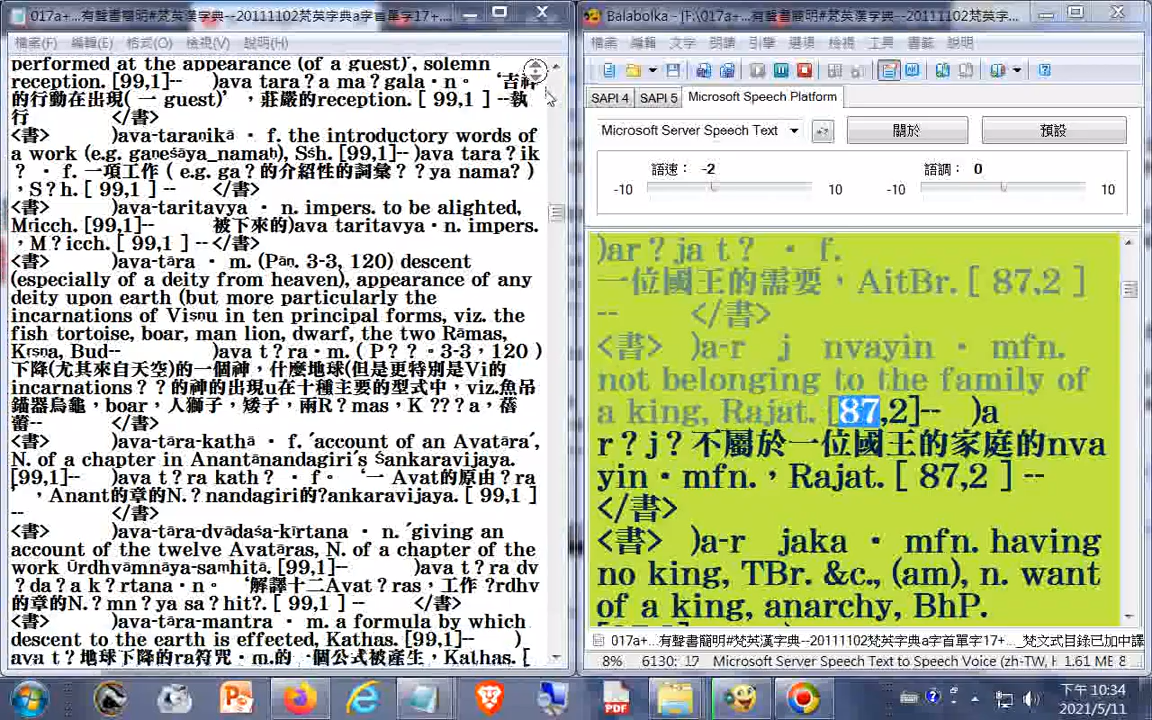 017a+...有聲書簡明#梵英漢字典--20111102梵英字典a字首單字17+...
檔案(F) 編輯(E) 格式(O) 檢視(V) 說明(H)
performed at the appearance (of a guest)', solemn
reception. [99,1]-- )ava tara?a ma?gala·n。‘吉祥
的行動在出現( 一 guest)’，莊嚴的reception. [ 99,1 ] --執
行 </書>
<書> )ava-taraṇikā · f. the introductory words of
a work (e.g. gaṇeśāya_namaḥ), Sśh. [99,1]-- )ava tara?ik
? · f. 一項工作（e.g. ga?的介紹性的詞彙？？ya nama?)
，S?h. [ 99,1 ] -- </書>
<書> )ava-taritavya · n. impers. to be alighted,
Mṛicch. [99,1]-- 被下來的)ava taritavya·n. impers.
，M?icch. [ 99,1 ] --</書>
<書> )ava-tāra · m. (Pāṇ. 3-3, 120) descent
(especially of a deity from heaven), appearance of any
deity upon earth (but more particularly the
incarnations of Viṣṇu in ten principal forms, viz. the
fish tortoise, boar, man lion, dwarf, the two Rāmas,
Kṛṣṇa, Bud-- )ava t?ra·m. ( P??。3-3，120 )
下降(尤其來自天空)的一個神，什麼地球(但是更特別是Vi的
incarnations？？的神的出現u在十種主要的型式中，viz.魚吊
錨器烏龜，boar，人獅子，矮子，兩R?mas，K ???a，蓓
蕾-- </書>
<書> )ava-tāra-kathā · f. 'account of an Avatāra',
N. of a chapter in Anantānandagiri's Śankaravijaya.
[99,1]-- )ava t?ra kath? · f。‘一 Avat的原由?ra
’，Anant的章的N.？nandagiri的?ankaravijaya. [ 99,1 ]
-- </書>
<書> )ava-tāra-dvādaśa-kīrtana · n. 'giving an
account of the twelve Avatāras, N. of a chapter of the
work Ūrdhvāmnāya-saṃhitā. [99,1]-- )ava t?ra dv
?da?a k?rtana·n。‘解譯十二Avat？ras，工作？rdhv
的章的N.？mn？ya sa？hit?. [ 99,1 ] -- </書>
<書> )ava-tāra-mantra · m. a formula by which
descent to the earth is effected, Kathās. [99,1]-- )
ava t？地球下降的ra符咒·m.的一個公式被產生，Kathas. [
Balabolka - [F:\017a+...有聲書簡明#梵英漢字典--20111102梵英字...
檔案 編輯 文字 朗讀 引擎 選項 檢視 工具 書籤 說明
SAPI 4 SAPI 5 Microsoft Speech Platform
Microsoft Server Speech Text 關於 預設
語速： -2 語調： 0
-10 10 -10 10
)ar ? ja t ? · f.
一位國王的需要，AitBr. [ 87,2 ]
-- </書>
<書> )a-r j nvayin · mfn.
not belonging to the family of
a king, Rajat. [87,2]-- )a
r？j？不屬於一位國王的家庭的nva
yin·mfn.，Rajat. [ 87,2 ] --
</書>
<書> )a-r jaka · mfn. having
no king, TBr. &c., (am), n. want
of a king, anarchy, BhP.
017a+...有聲書簡明#梵英漢字典--20111102梵英字典a字首單字17+..._梵文式目錄已加中譯
8% 6130: 17 Microsoft Server Speech Text to Speech Voice (zh-TW, H 1.61 ME 8
下午 10:34
2021/5/11